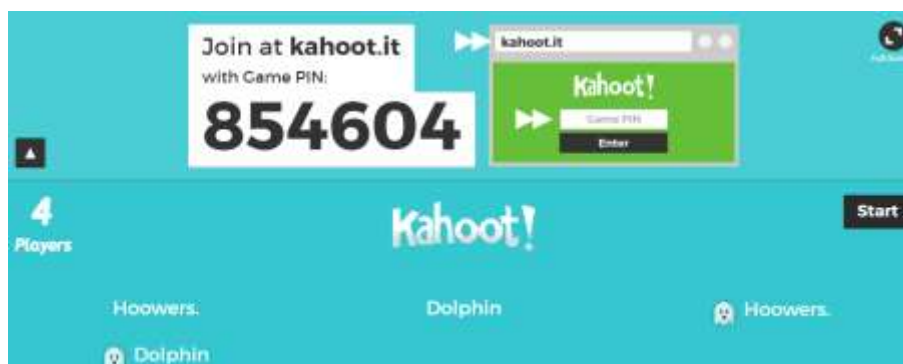 Join at kahoot.it
with Game PIN:
854604
kahoot.it
Kahoot!
Game PIN
Enter
4
Players
Kahoot!
Start
Hoowers.
Dolphin
Hoowers.
Dolphin